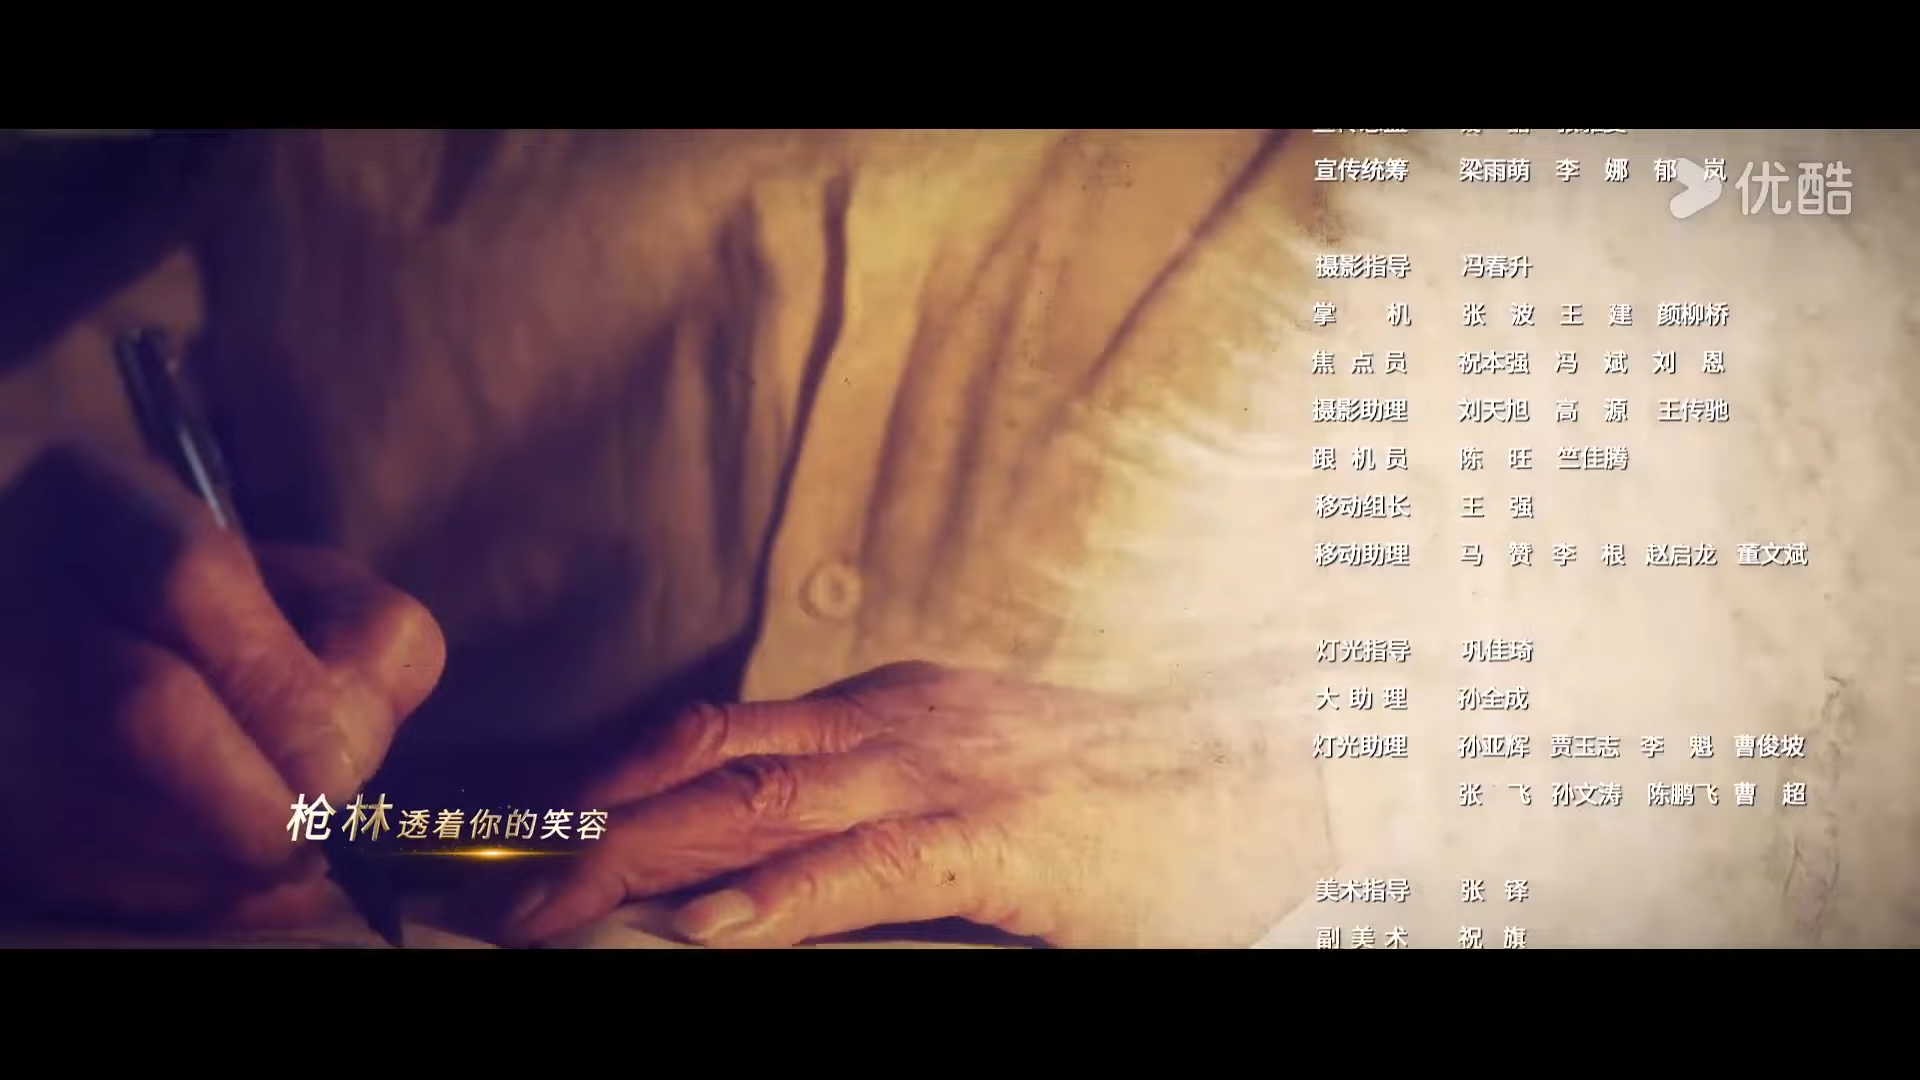 宣传统筹 梁雨萌 李 娜 郁 岚
优酷
摄影指导 冯春升
掌 机 张 波 王 建 颜柳桥
焦 点 员 祝本强 冯 斌 刘 恩
摄影助理 刘天旭 高 源 王传驰
跟 机 员 陈 旺 竺佳腾
移动组长 王 强
移动助理 马 赞 李 根 赵启龙 董文斌
灯光指导 巩佳琦
大 助 理 孙全成
灯光助理 孙亚辉 贾玉志 李 魁 曹俊坡
张 飞 孙文涛 陈鹏飞 曹 超
枪林透着你的笑容
美术指导 张 铎
副 美 术 祝 旗